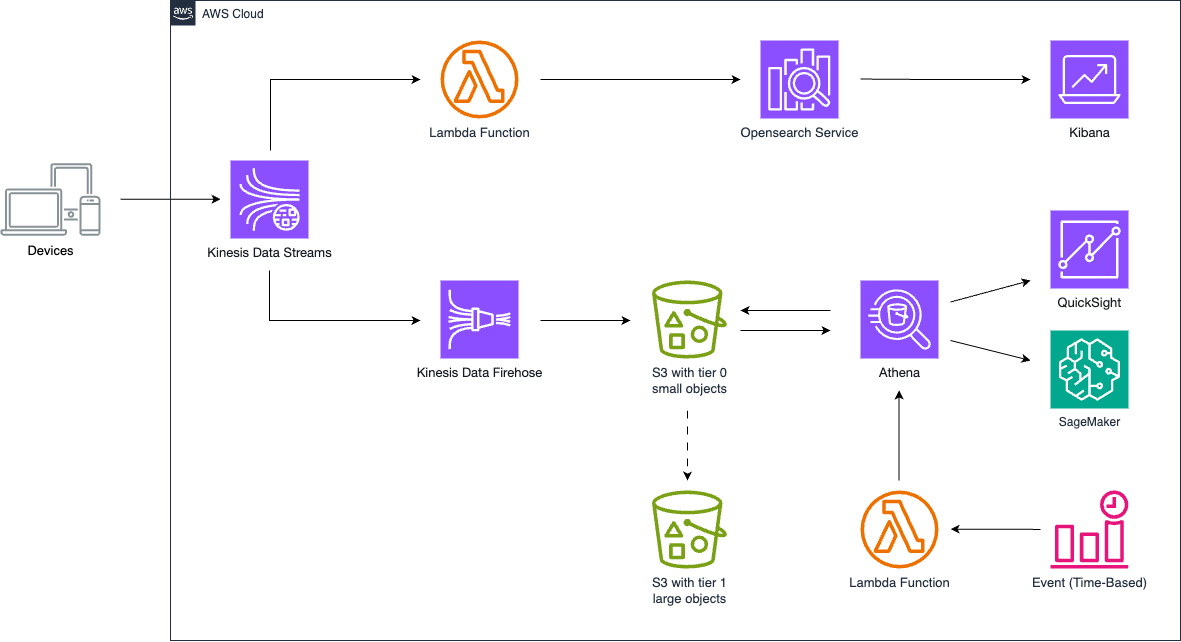 aws
AWS Cloud
Lambda Function
Opensearch Service
Kibana
Devices
Kinesis Data Streams
QuickSight
Kinesis Data Firehose
S3 with tier 0
small objects
Athena
SageMaker
S3 with tier 1
large objects
Lambda Function
Event (Time-Based)